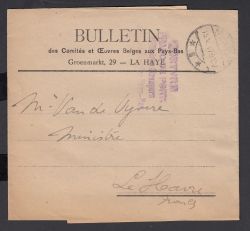 BULLETIN
des Comités et Œuvres Belges aux Pays-Bas
Groenmarkt, 29 — LA HAYE
Mr Van de Vyvere
Ministre
Le Havre
France